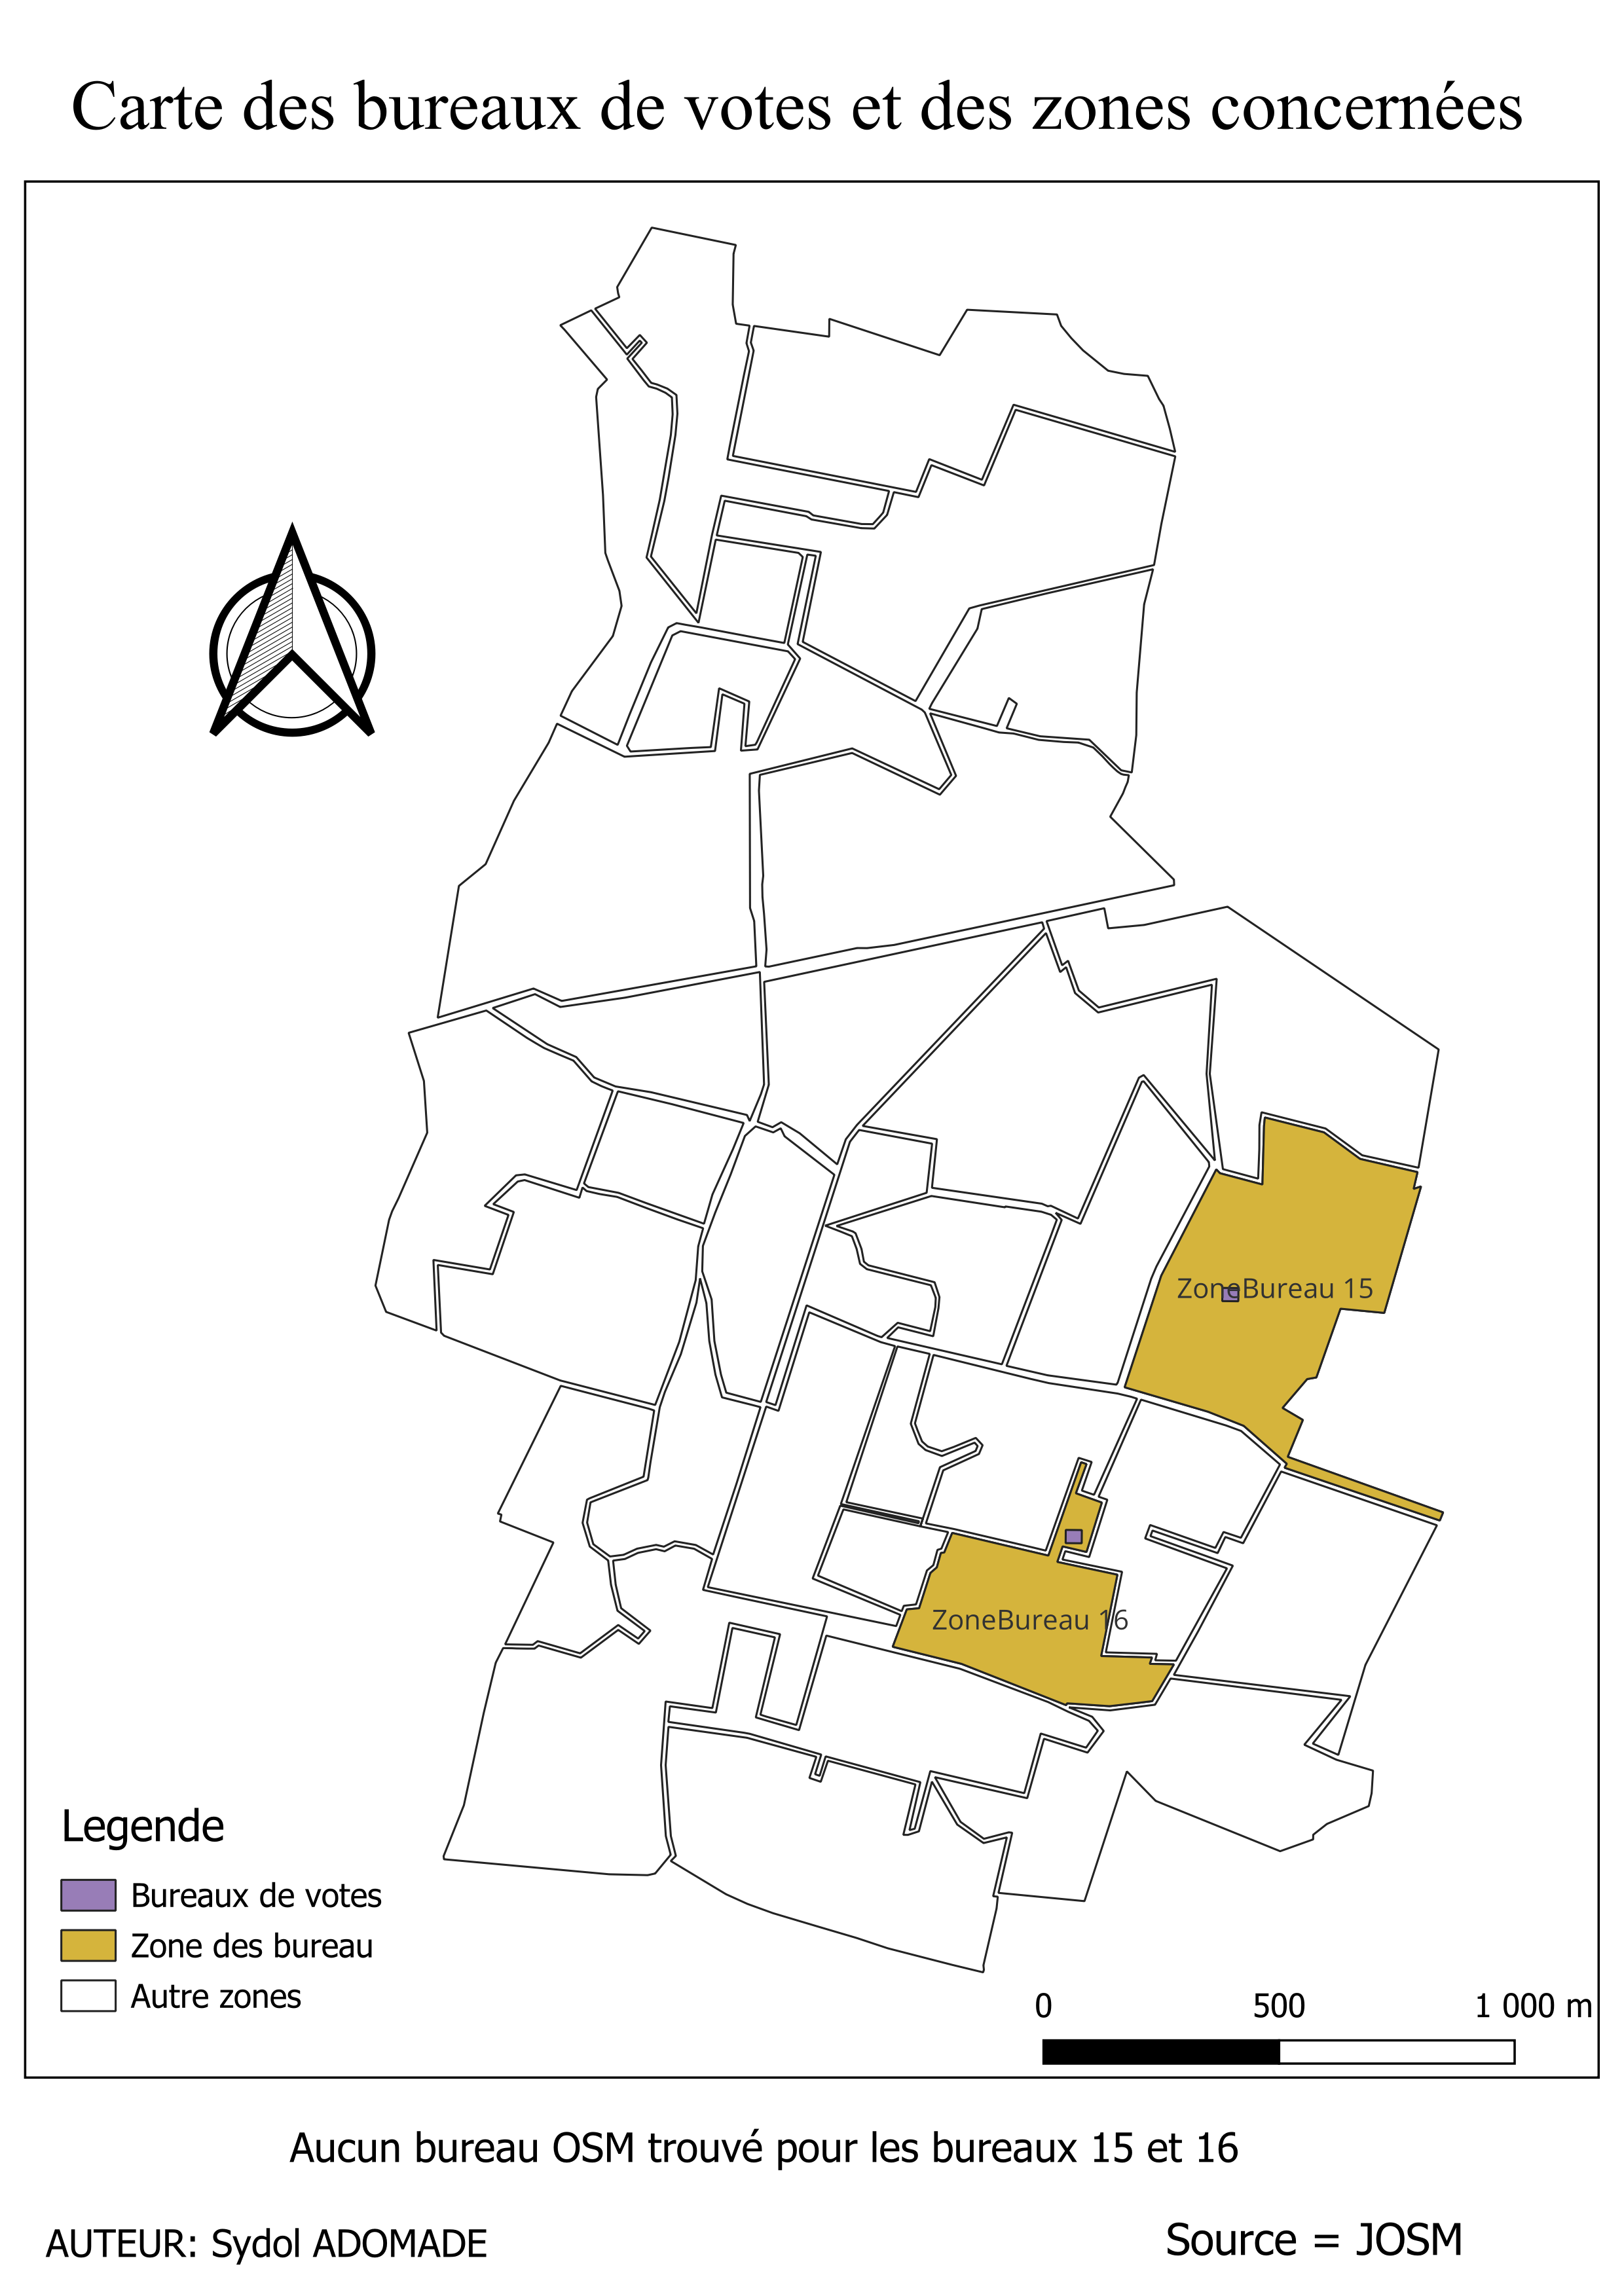 Carte des bureaux de votes et des zones concernées
ZoneBureau 15
ZoneBureau 16
Legende
Bureaux de votes
Zone des bureau
Autre zones
0 500 1 000 m
Aucun bureau OSM trouvé pour les bureaux 15 et 16
AUTEUR: Sydol ADOMADE
Source = JOSM